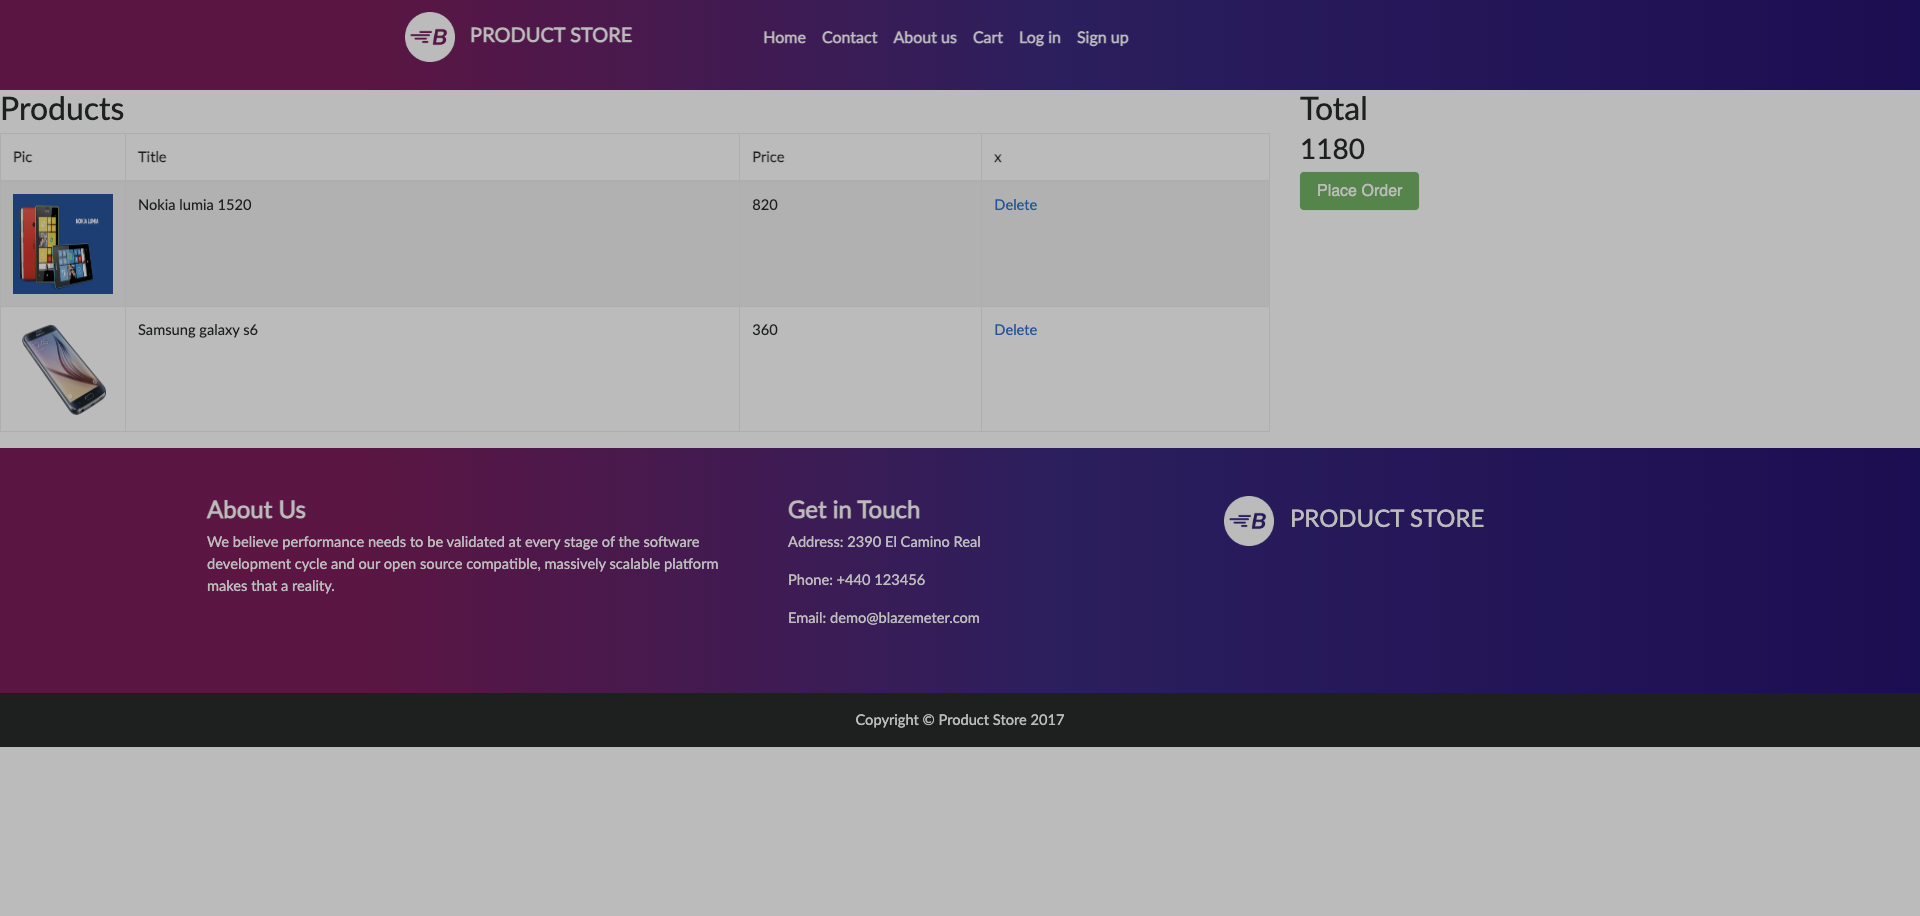 B PRODUCT STORE Home Contact About us Cart Log in Sign up
Products
Total
1180
Place Order
Pic Title Price x
NOKIA LUMIA
Nokia lumia 1520 820 Delete
Samsung galaxy s6 360 Delete
About Us
We believe performance needs to be validated at every stage of the software
development cycle and our open source compatible, massively scalable platform
makes that a reality.
Get in Touch
Address: 2390 El Camino Real
Phone: +440 123456
Email: demo@blazemeter.com
B PRODUCT STORE
Copyright © Product Store 2017